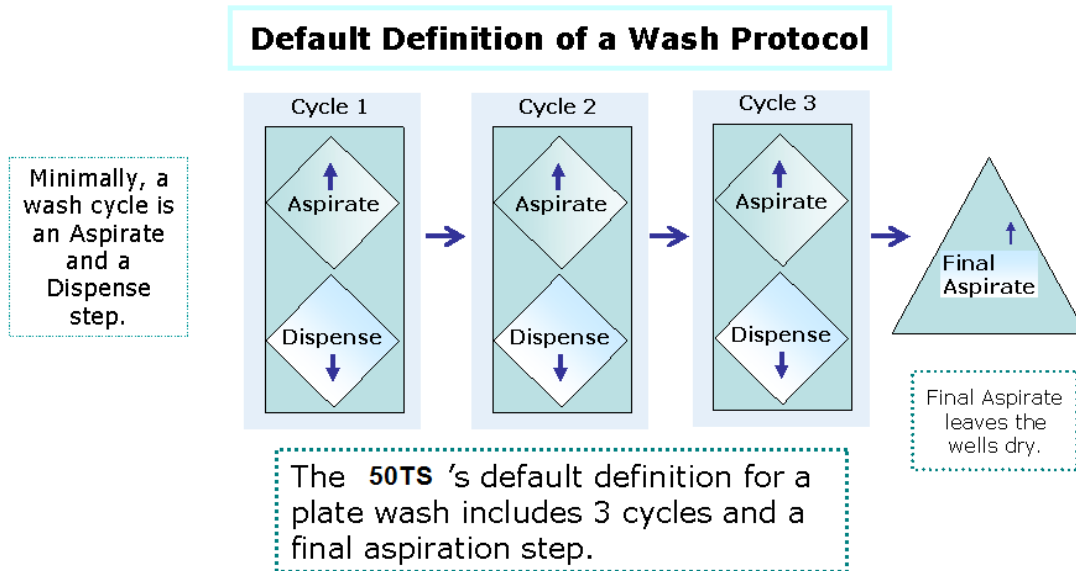 Default Definition of a Wash Protocol
Minimally, a
wash cycle is
an Aspirate
and a
Dispense
step.
Cycle 1
Aspirate
Dispense
Cycle 2
Aspirate
Dispense
Cycle 3
Aspirate
Dispense
Final
Aspirate
Final Aspirate
leaves the
wells dry.
The 50TS 's default definition for a
plate wash includes 3 cycles and a
final aspiration step.